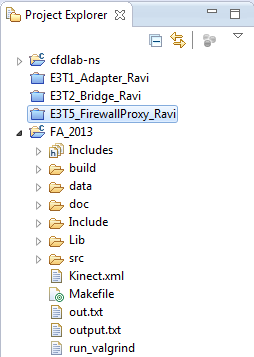 Project Explorer
cfdlab-ns
E3T1_Adapter_Ravi
E3T2_Bridge_Ravi
E3T5_FirewallProxy_Ravi
FA_2013
Includes
build
data
doc
Include
Lib
src
Kinect.xml
Makefile
out.txt
output.txt
run_valgrind